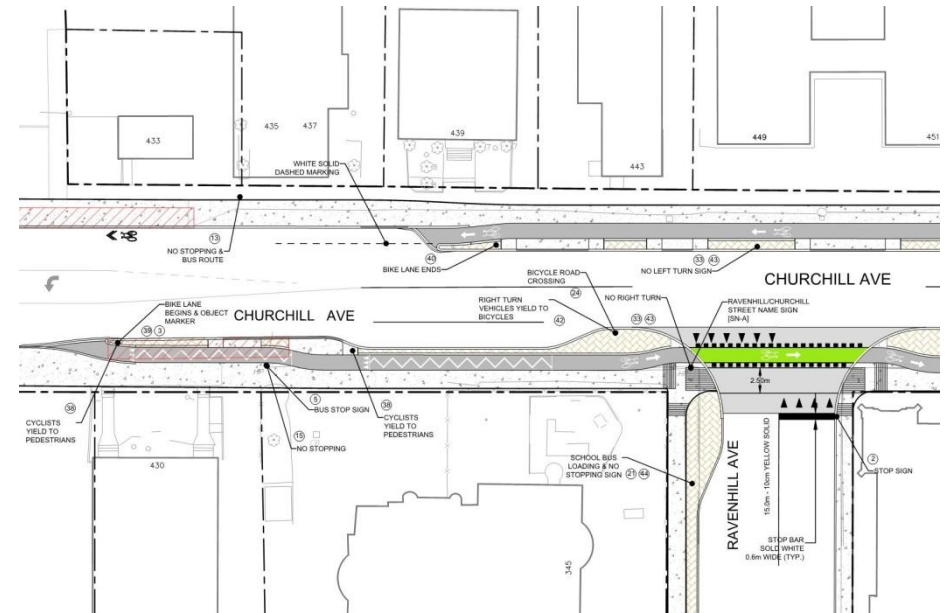 433
435
437
439
443
449
451
WHITE SOLID
DASHED MARKING
13
NO STOPPING &
BUS ROUTE
40
BIKE LANE ENDS
33 43
NO LEFT TURN SIGN
CHURCHILL AVE
BIKE LANE
BEGINS & OBJECT
MARKER
39 3
CHURCHILL AVE
BICYCLE ROAD
CROSSING
24
RIGHT TURN
VEHICLES YIELD TO
BICYCLES
42
NO RIGHT TURN
33 43
RAVENHILL/CHURCHILL
STREET NAME SIGN
[SN-A]
2.50m
38
CYCLISTS
YIELD TO
PEDESTRIANS
5
BUS STOP SIGN
15
NO STOPPING
38
CYCLISTS
YIELD TO
PEDESTRIANS
430
345
SCHOOL BUS
LOADING & NO
STOPPING SIGN 21 44
RAVENHILL AVE
15.0m - 10cm YELLOW SOLID
2
STOP SIGN
STOP BAR
SOLD WHITE
0.6m WIDE (TYP.)